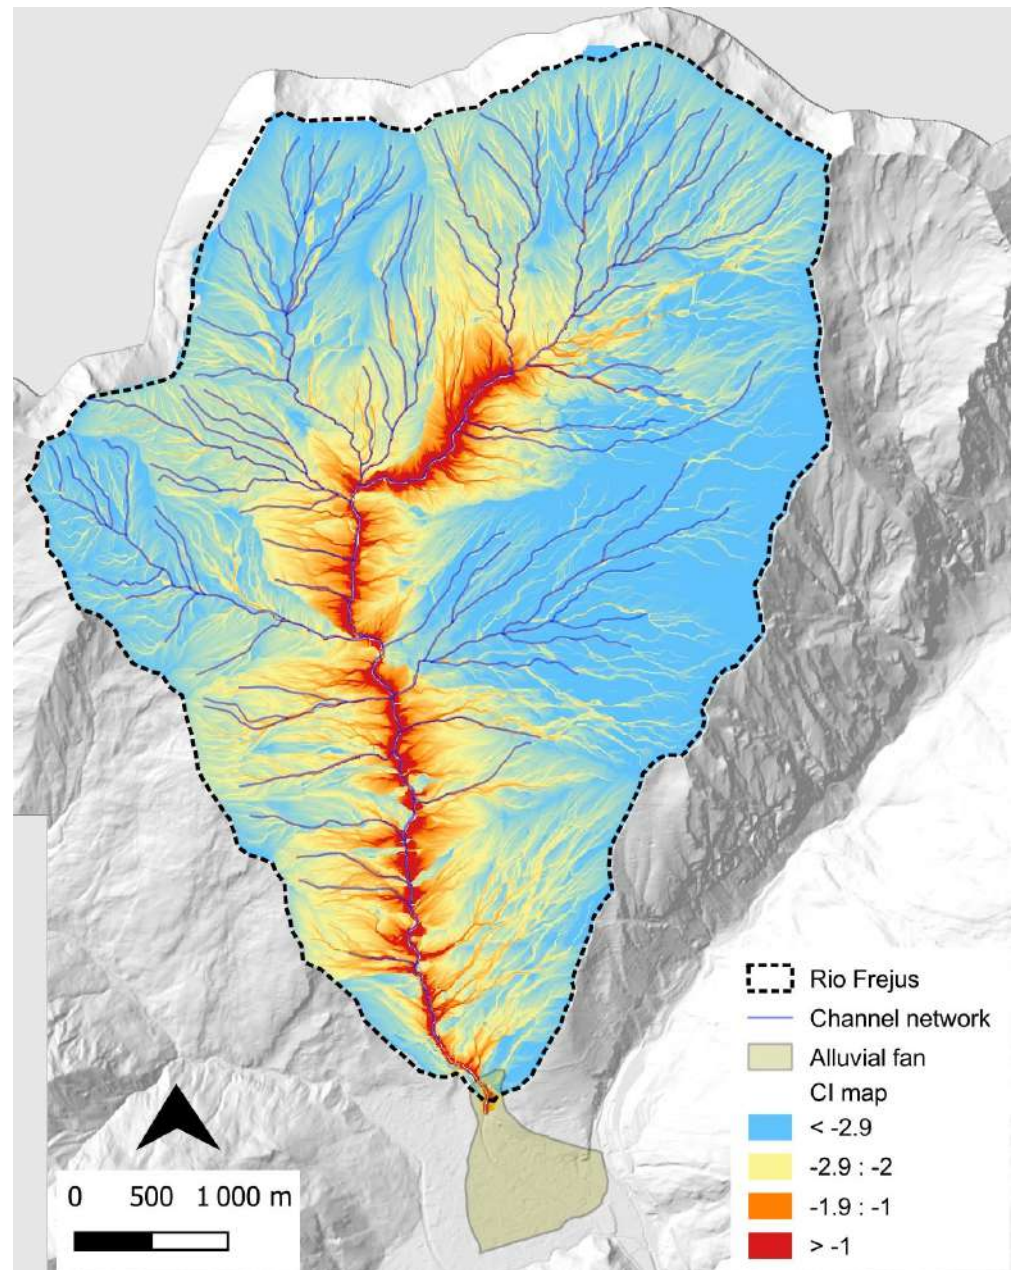 Rio Frejus
Channel network
Alluvial fan
CI map
< -2.9
-2.9 : -2
-1.9 : -1
> -1
0 500 1 000 m